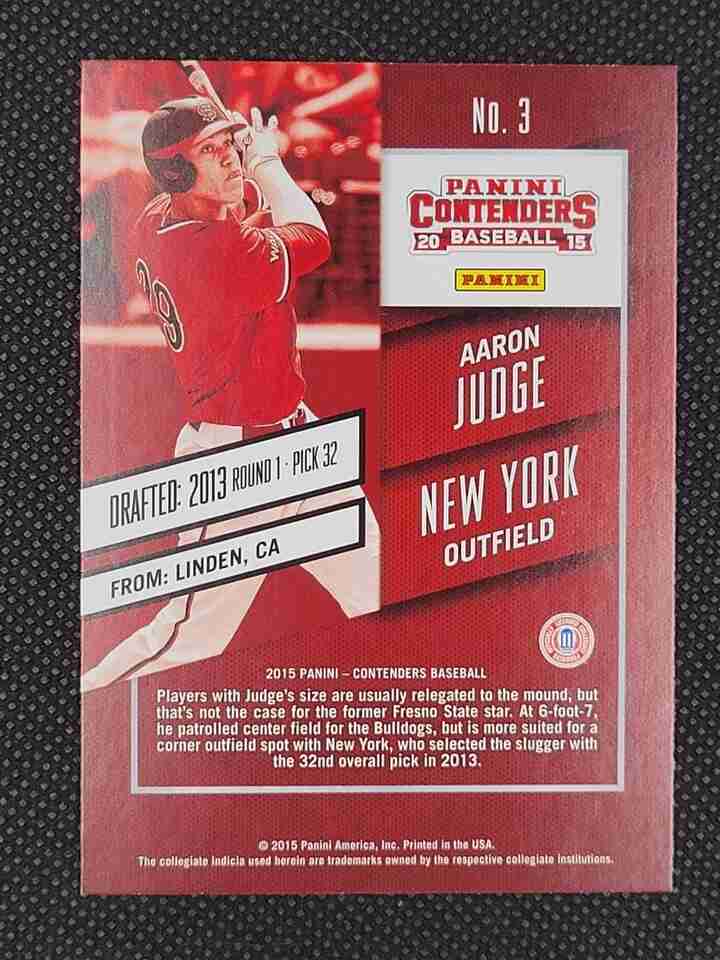 No. 3
PANINI
CONTENDERS
20 BASEBALL 15
PANINI
AARON
JUDGE
NEW YORK
OUTFIELD
DRAFTED: 2013 ROUND 1 · PICK 32
FROM: LINDEN, CA
2015 PANINI – CONTENDERS BASEBALL
Players with Judge's size are usually relegated to the mound, but
that's not the case for the former Fresno State star. At 6-foot-7,
he patrolled center field for the Bulldogs, but is more suited for a
corner outfield spot with New York, who selected the slugger with
the 32nd overall pick in 2013.
© 2015 Panini America, Inc. Printed in the USA.
The collegiate indicia used herein are trademarks owned by the respective collegiate institutions.